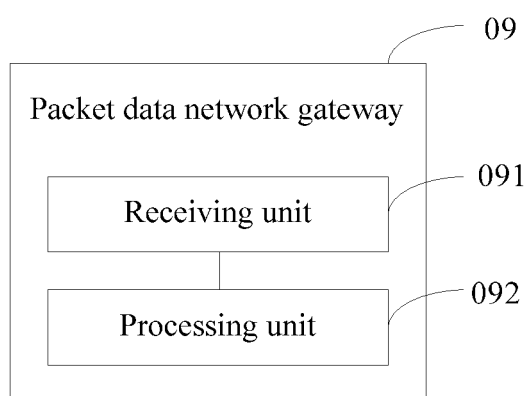 09
Packet data network gateway
091
Receiving unit
092
Processing unit